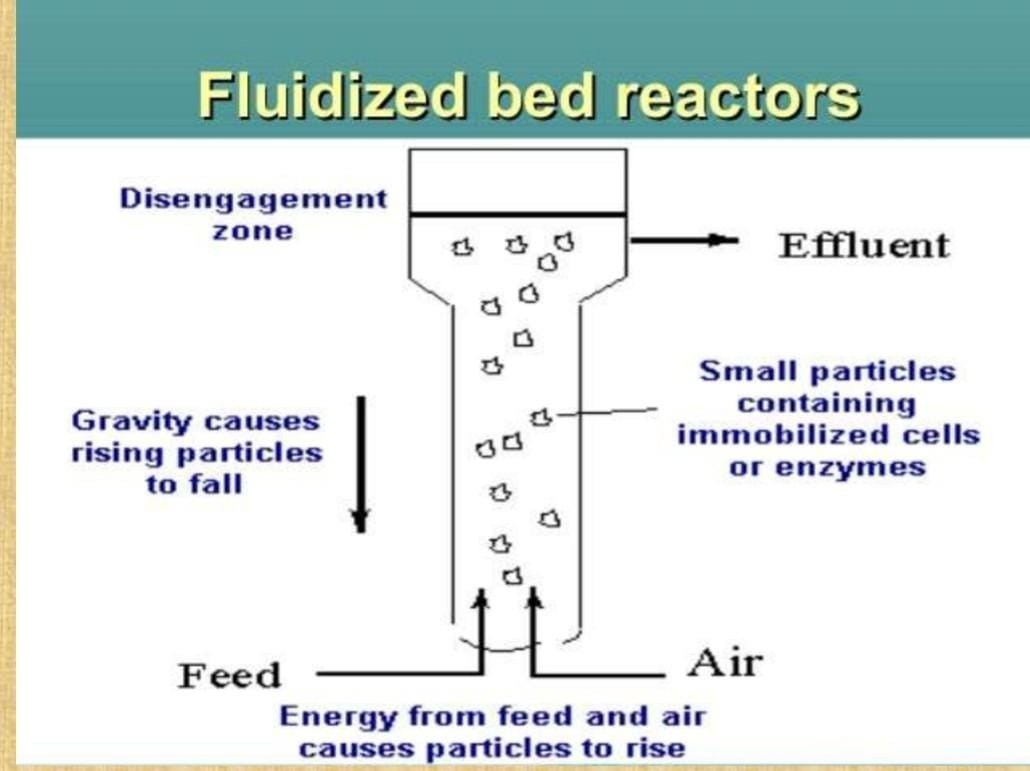 Fluidized bed reactors
Disengagement
zone
Effluent
Small particles
containing
immobilized cells
or enzymes
Gravity causes
rising particles
to fall
Feed
Air
Energy from feed and air
causes particles to rise